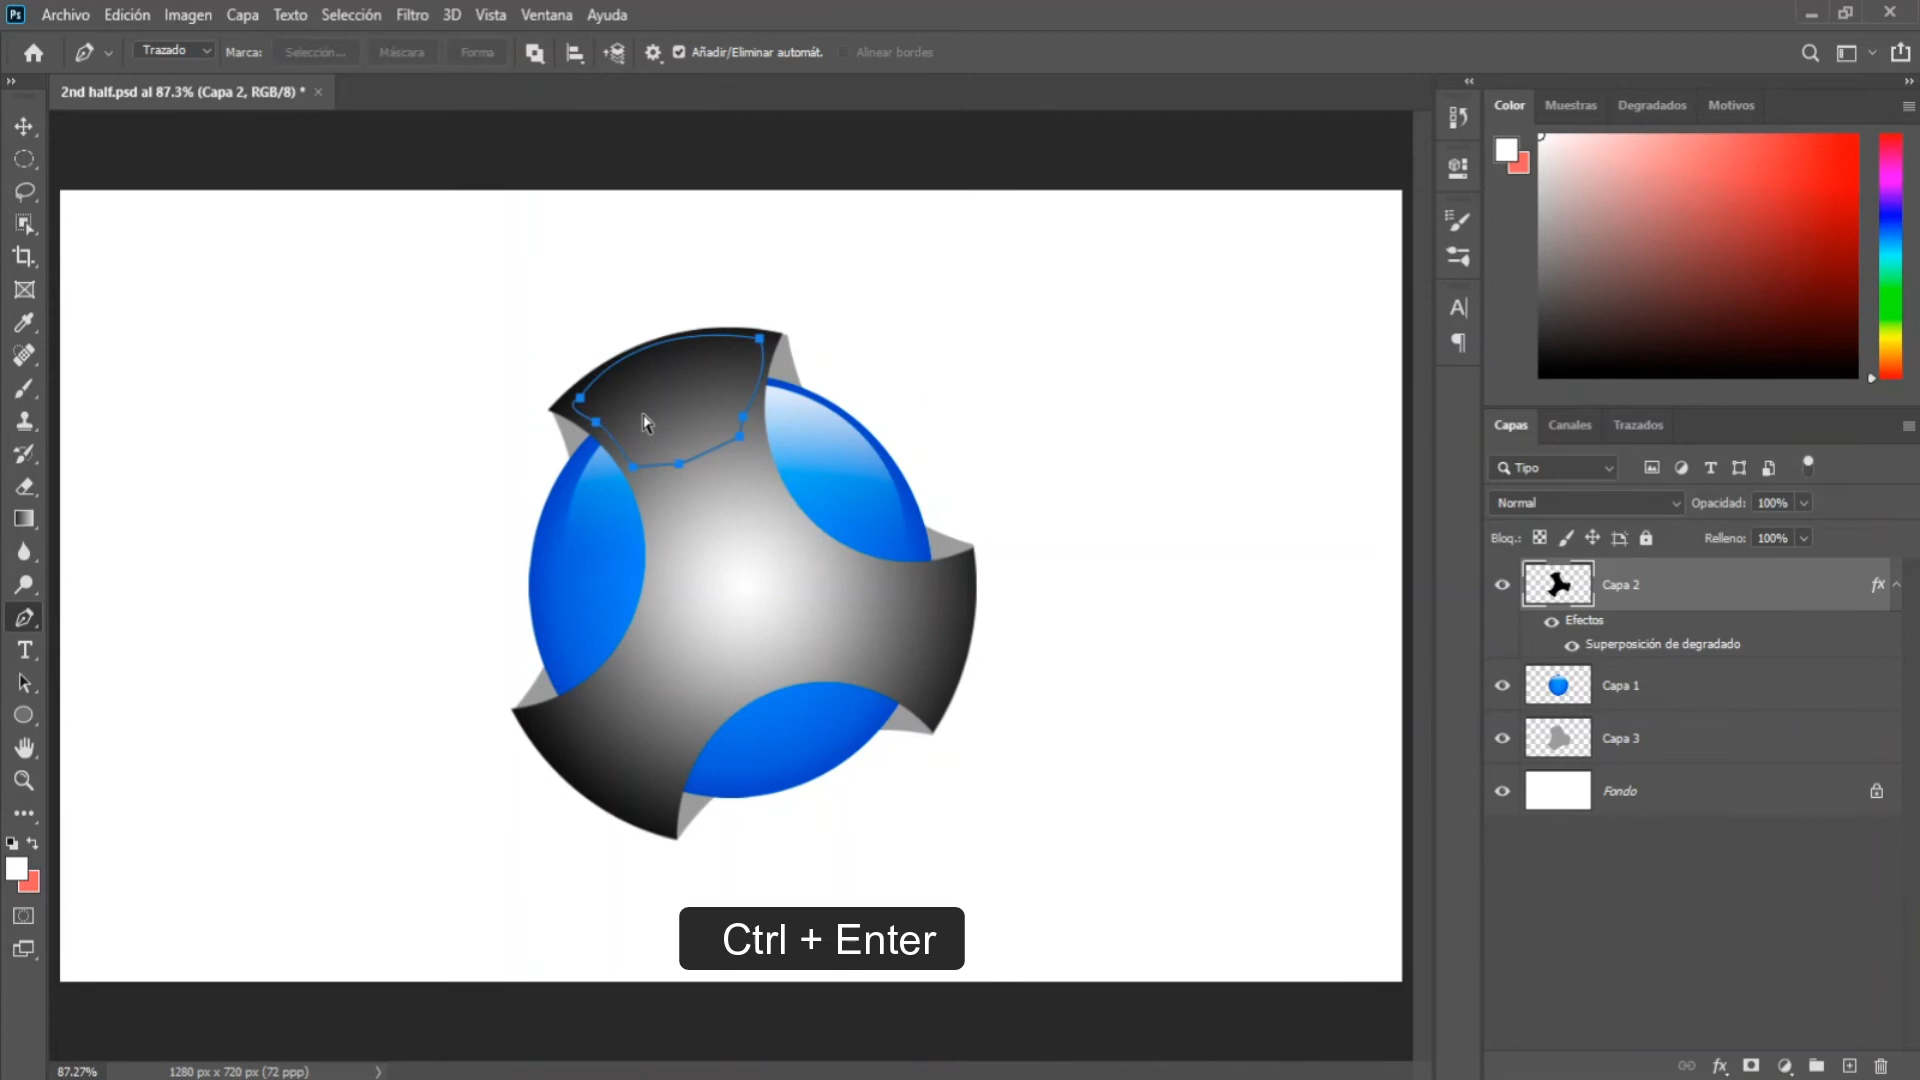 Ps Archivo Edición Imagen Capa Texto Selección Filtro 3D Vista Ventana Ayuda
Trazado Marca: Selección... Máscara Forma Añadir/Eliminar automát. Alinear bordes
2nd half.psd al 87.3% (Capa 2, RGB/8) * ×
Color Muestras Degradados Motivos
Capas Canales Trazados
Tipo
Normal Opacidad: 100%
Bloq.: Relleno: 100%
Capa 2 fx
Efectos
Superposición de degradado
Capa 1
Capa 3
Fondo
Ctrl + Enter
87.27% 1280 px x 720 px (72 ppp)
fx